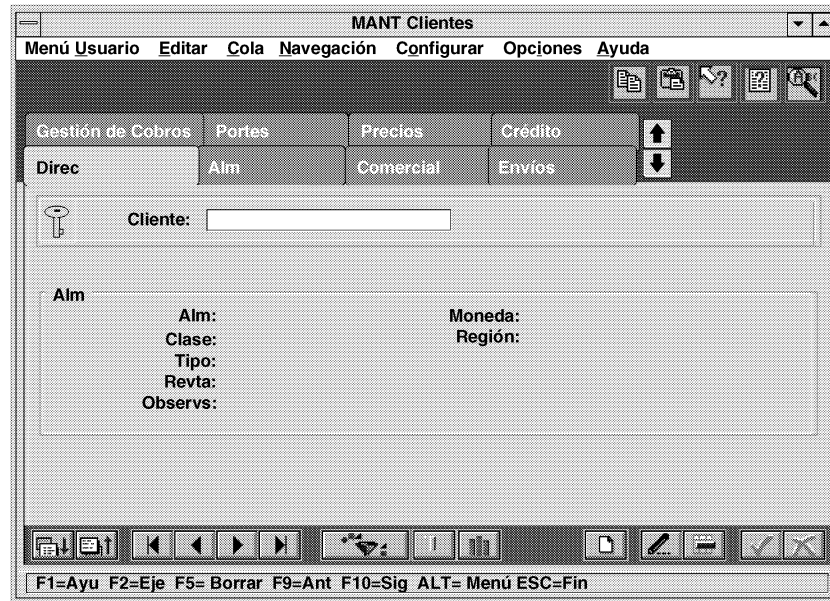 MANT Clientes
Menú Usuario Editar Cola Navegación Configurar Opciones Ayuda
Gestión de Cobros Portes Precios Crédito
Direc Alm Comercial Envíos
Cliente:
Alm
Alm: Moneda:
Clase: Región:
Tipo:
Revta:
Observs:
F1=Ayu F2=Eje F5= Borrar F9=Ant F10=Sig ALT= Menú ESC=Fin